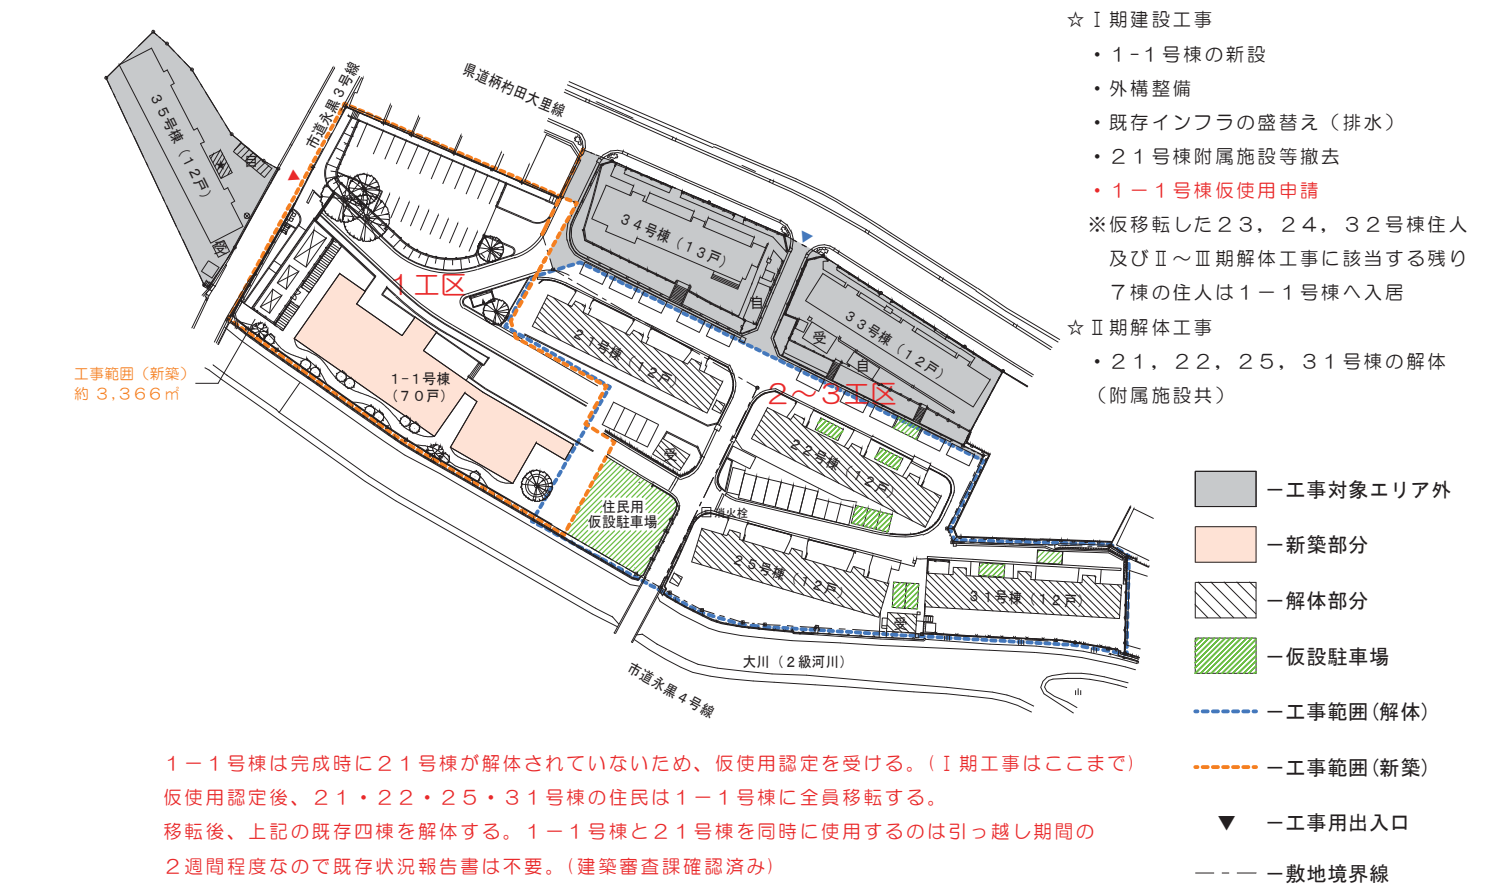 ☆Ⅰ期建設工事
・１-１号棟の新設
・外構整備
・既存インフラの盛替え（排水）
・２１号棟附属施設等撤去
・１－１号棟仮使用申請
※仮移転した２３，２４，３２号棟住人
及びⅡ～Ⅲ期解体工事に該当する残り
７棟の住人は１－１号棟へ入居
☆Ⅱ期解体工事
・２１，２２，２５，３１号棟の解体
（附属施設共）
県道柄杓田大里線
市道永黒３号線
３５号棟（１２戸）
３４号棟（１３戸）
自
３３号棟（１２戸）
受
自
１工区
２１号棟（１２戸）
２～３工区
工事範囲（新築）
約 3,366㎡
１-１号棟
（７０戸）
２２号棟（１２戸）
受
住民用
仮設駐車場
消火栓
２５号棟（１２戸）
３１号棟（１２戸）
受
大川（２級河川）
市道永黒４号線
－工事対象エリア外
－新築部分
－解体部分
－仮設駐車場
－工事範囲(解体)
－工事範囲(新築)
－工事用出入口
－敷地境界線
１－１号棟は完成時に２１号棟が解体されていないため、仮使用認定を受ける。(Ⅰ期工事はここまで)
仮使用認定後、２１・２２・２５・３１号棟の住民は１－１号棟に全員移転する。
移転後、上記の既存四棟を解体する。１－１号棟と２１号棟を同時に使用するのは引っ越し期間の
２週間程度なので既存状況報告書は不要。(建築審査課確認済み)